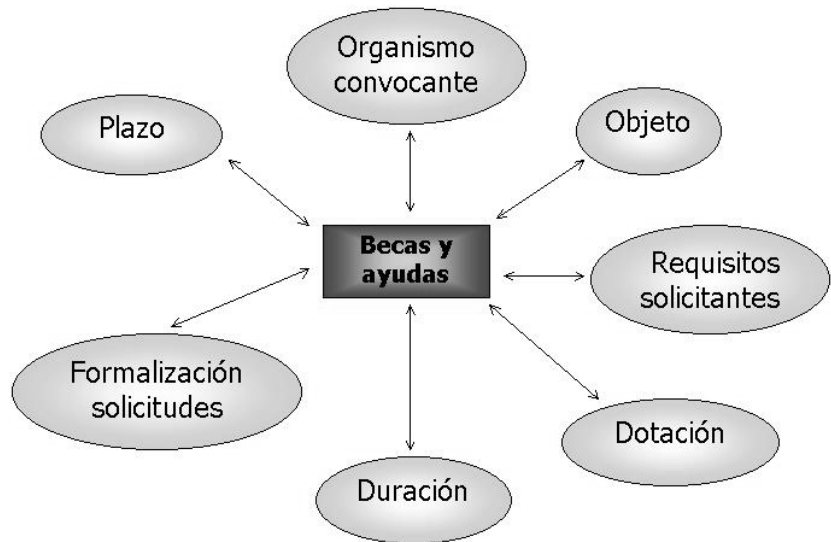 Organismo
convocante
Plazo
Objeto
Becas y
ayudas
Requisitos
solicitantes
Formalización
solicitudes
Dotación
Duración